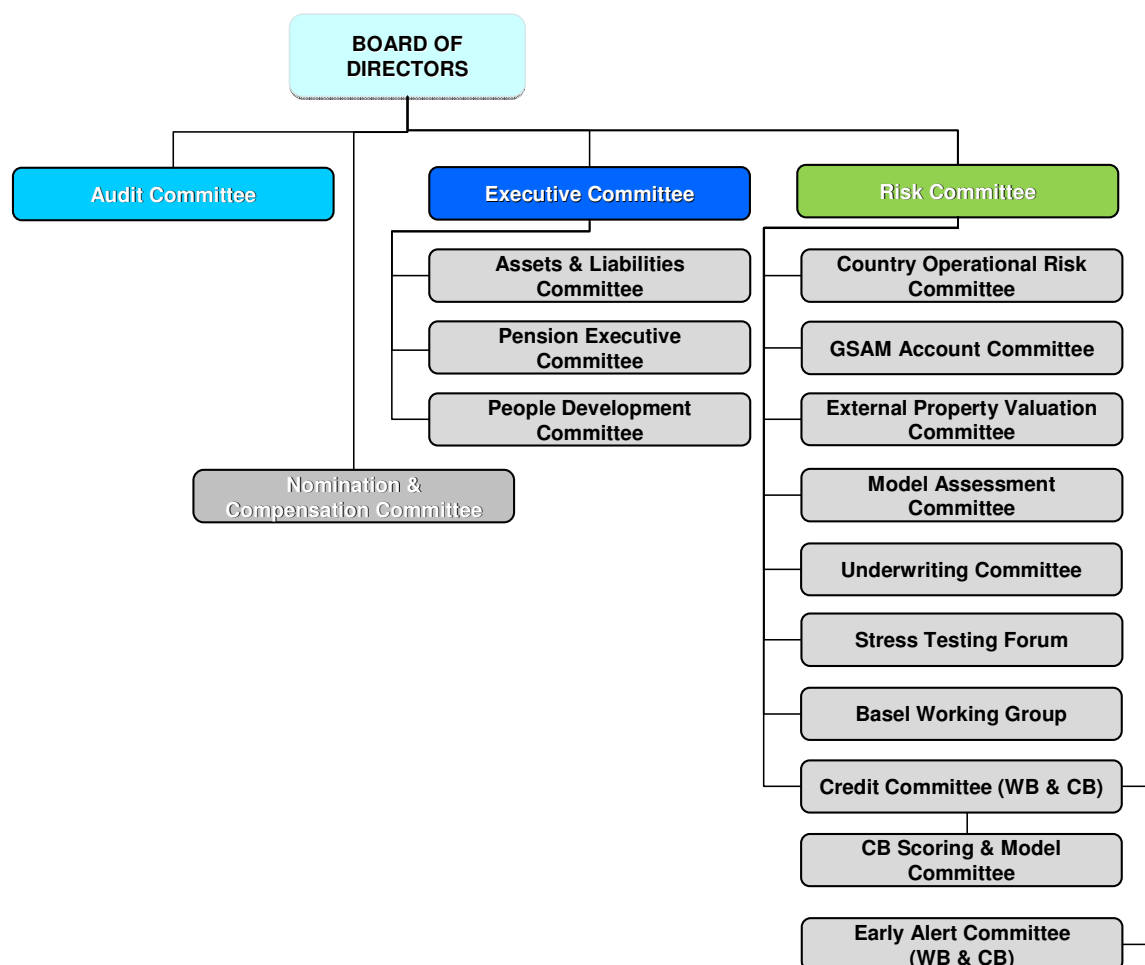 BOARD OF
DIRECTORS
Audit Committee
Executive Committee
Risk Committee
Assets & Liabilities
Committee
Pension Executive
Committee
People Development
Committee
Nomination &
Compensation Committee
Country Operational Risk
Committee
GSAM Account Committee
External Property Valuation
Committee
Model Assessment
Committee
Underwriting Committee
Stress Testing Forum
Basel Working Group
Credit Committee (WB & CB)
CB Scoring & Model
Committee
Early Alert Committee
(WB & CB)